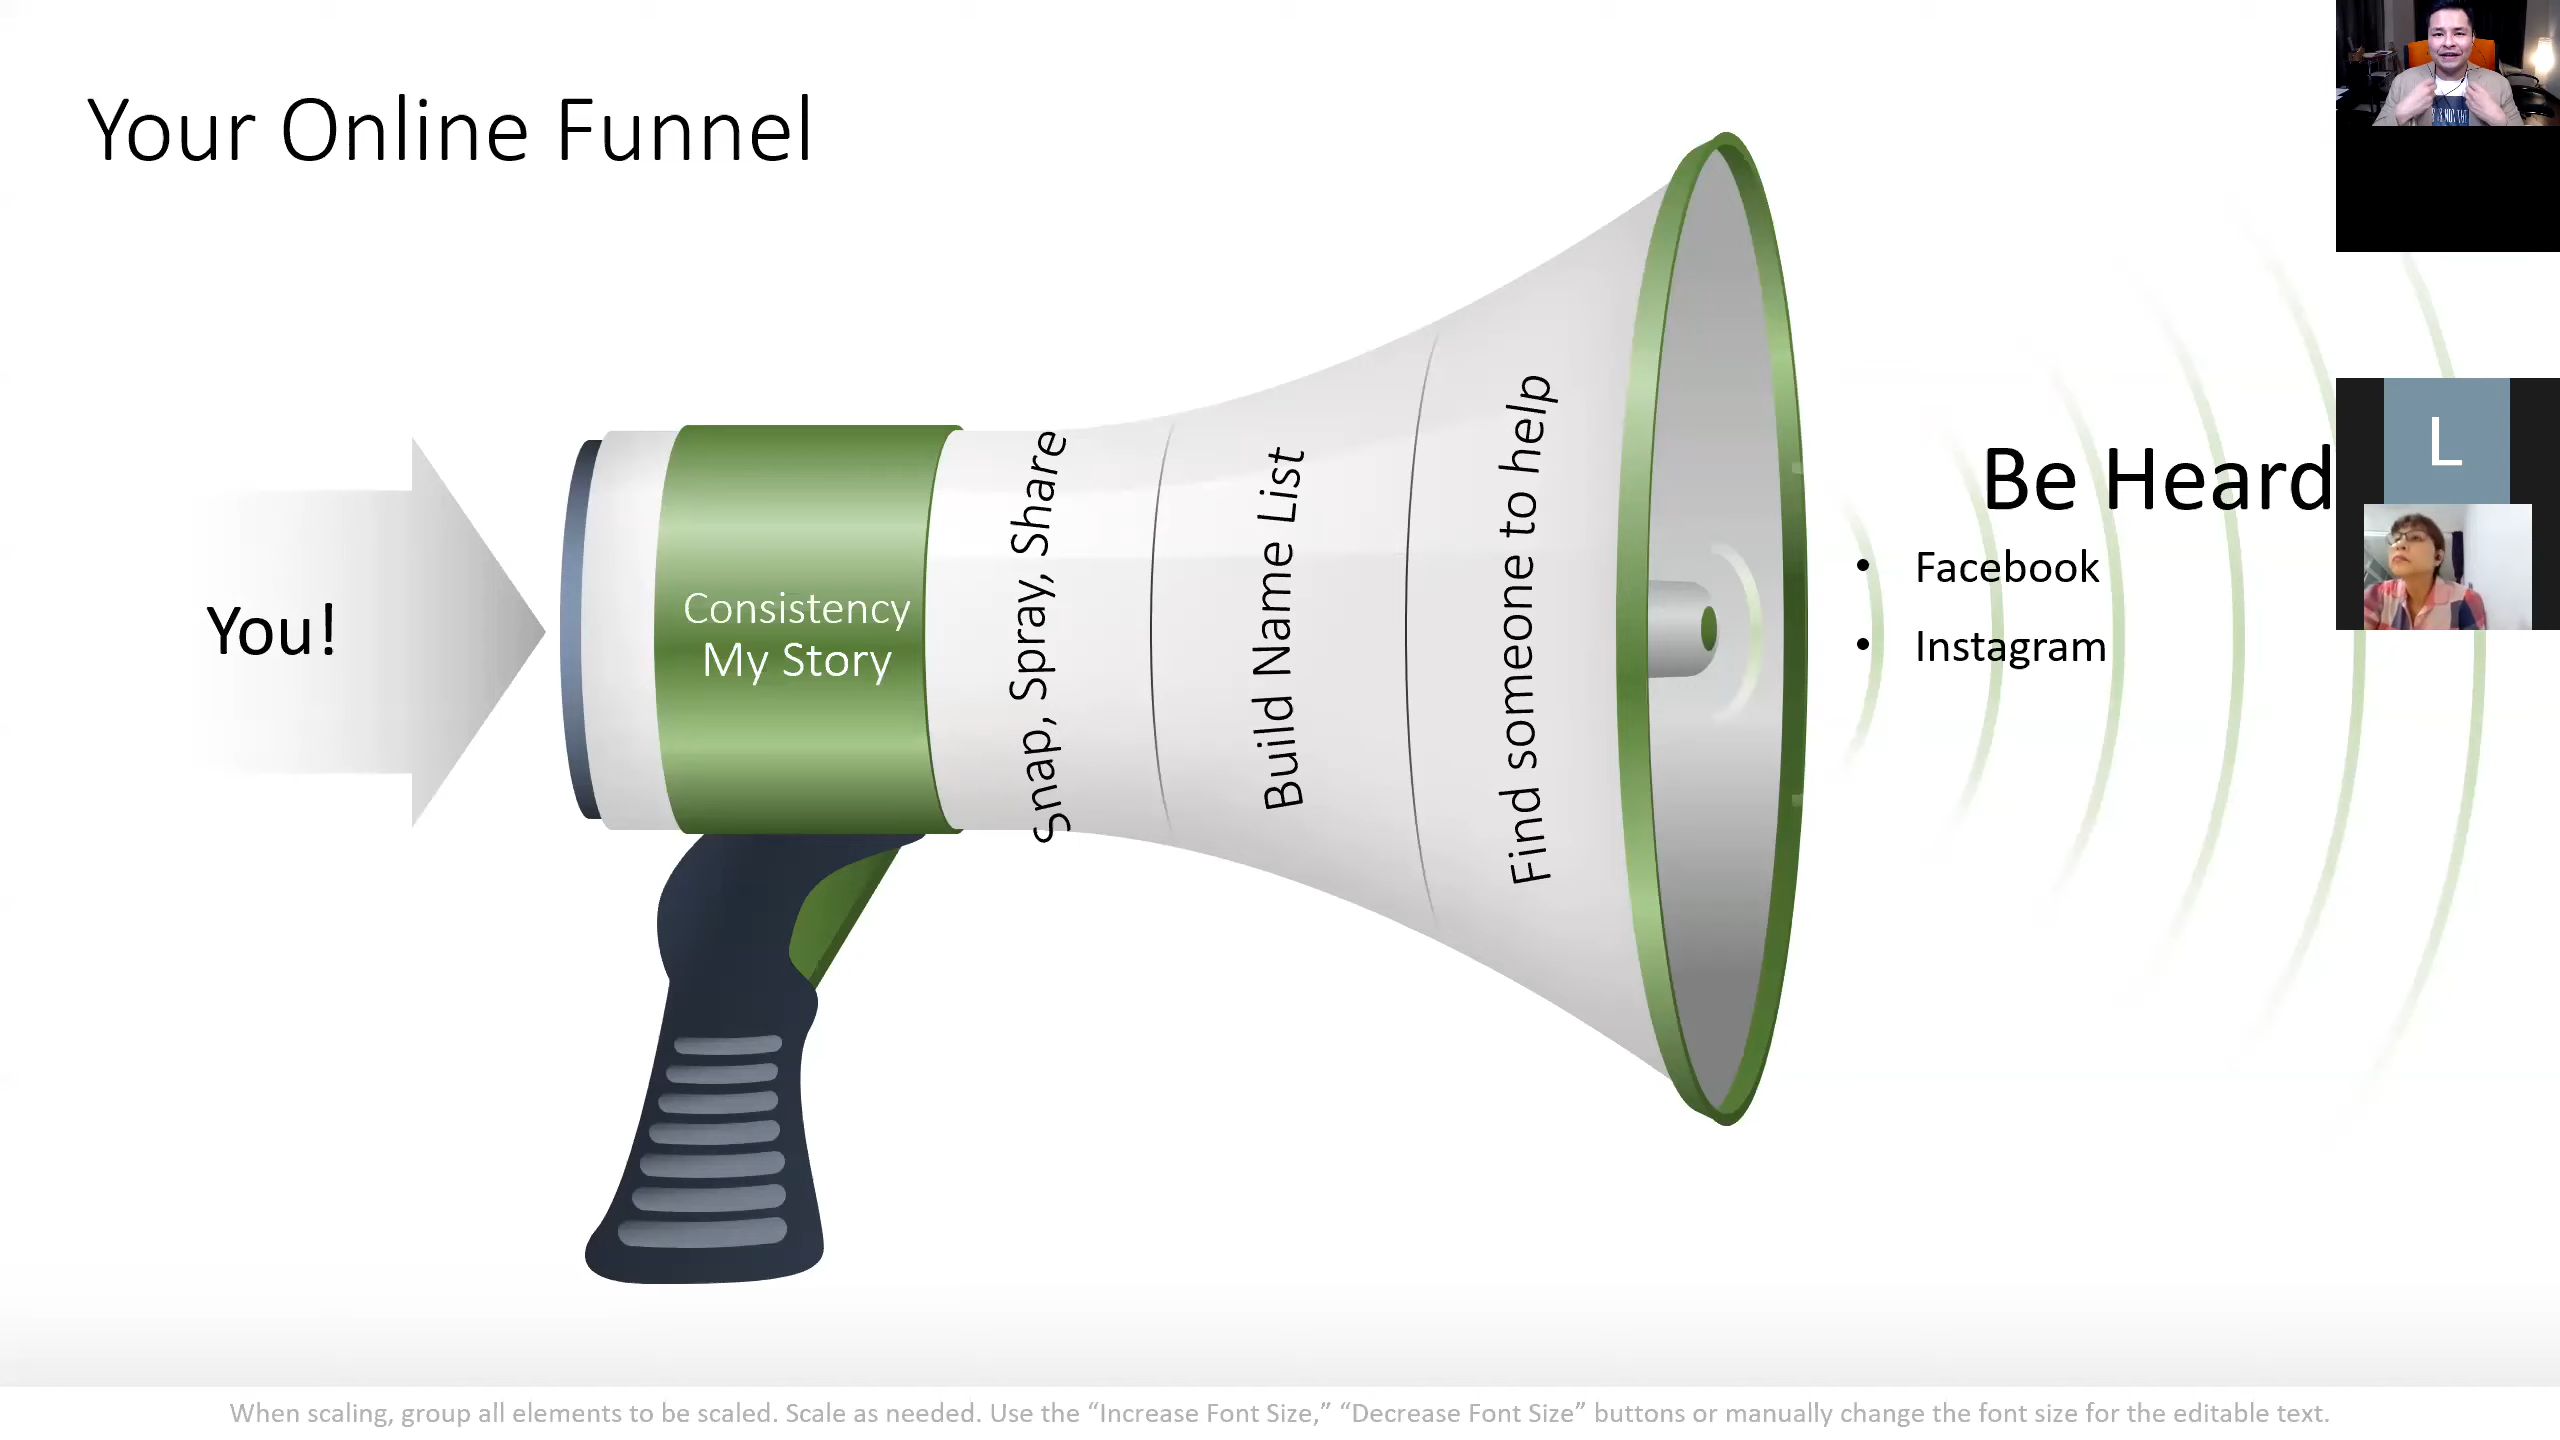 Your Online Funnel
You!
Consistency
My Story
Snap, Spray, Share
Build Name List
Find someone to help
Be Heard
• Facebook
• Instagram
L
When scaling, group all elements to be scaled. Scale as needed. Use the “Increase Font Size,” “Decrease Font Size” buttons or manually change the font size for the editable text.